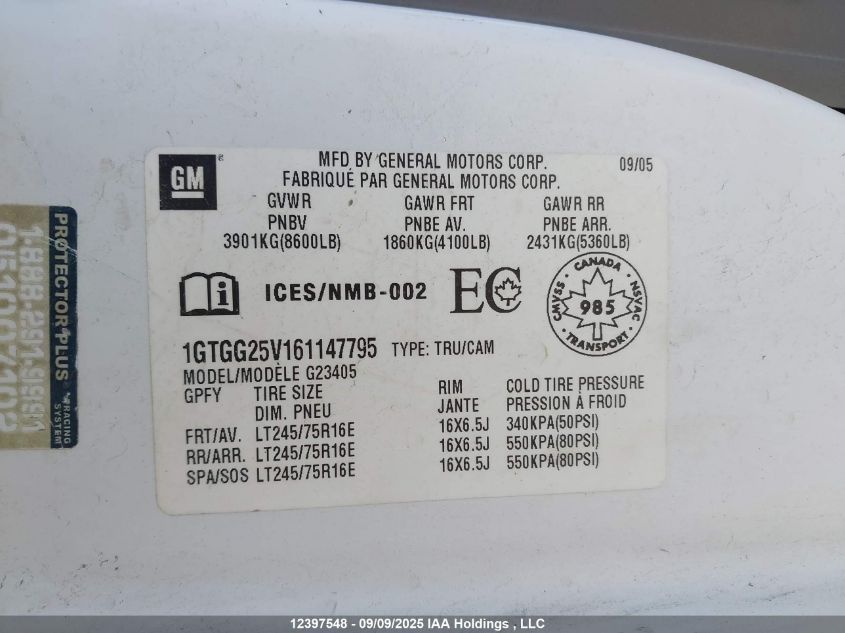 GM
MFD BY GENERAL MOTORS CORP. 09/05
FABRIQUÉ PAR GENERAL MOTORS CORP.
GVWR GAWR FRT GAWR RR
PNBV PNBE AV. PNBE ARR.
3901KG(8600LB) 1860KG(4100LB) 2431KG(5360LB)
i ICES/NMB-002 EC
CANADA
CMVSS 985 NSVAC
TRANSPORT
1GTGG25V161147795 TYPE: TRU/CAM
MODEL/MODÈLE G23405
GPFY TIRE SIZE RIM COLD TIRE PRESSURE
DIM. PNEU JANTE PRESSION À FROID
FRT/AV. LT245/75R16E 16X6.5J 340KPA(50PSI)
RR/ARR. LT245/75R16E 16X6.5J 550KPA(80PSI)
SPA/SOS LT245/75R16E 16X6.5J 550KPA(80PSI)
PROTECTOR PLUS
TRACING SYSTEM
12397548 - 09/09/2025 IAA Holdings , LLC